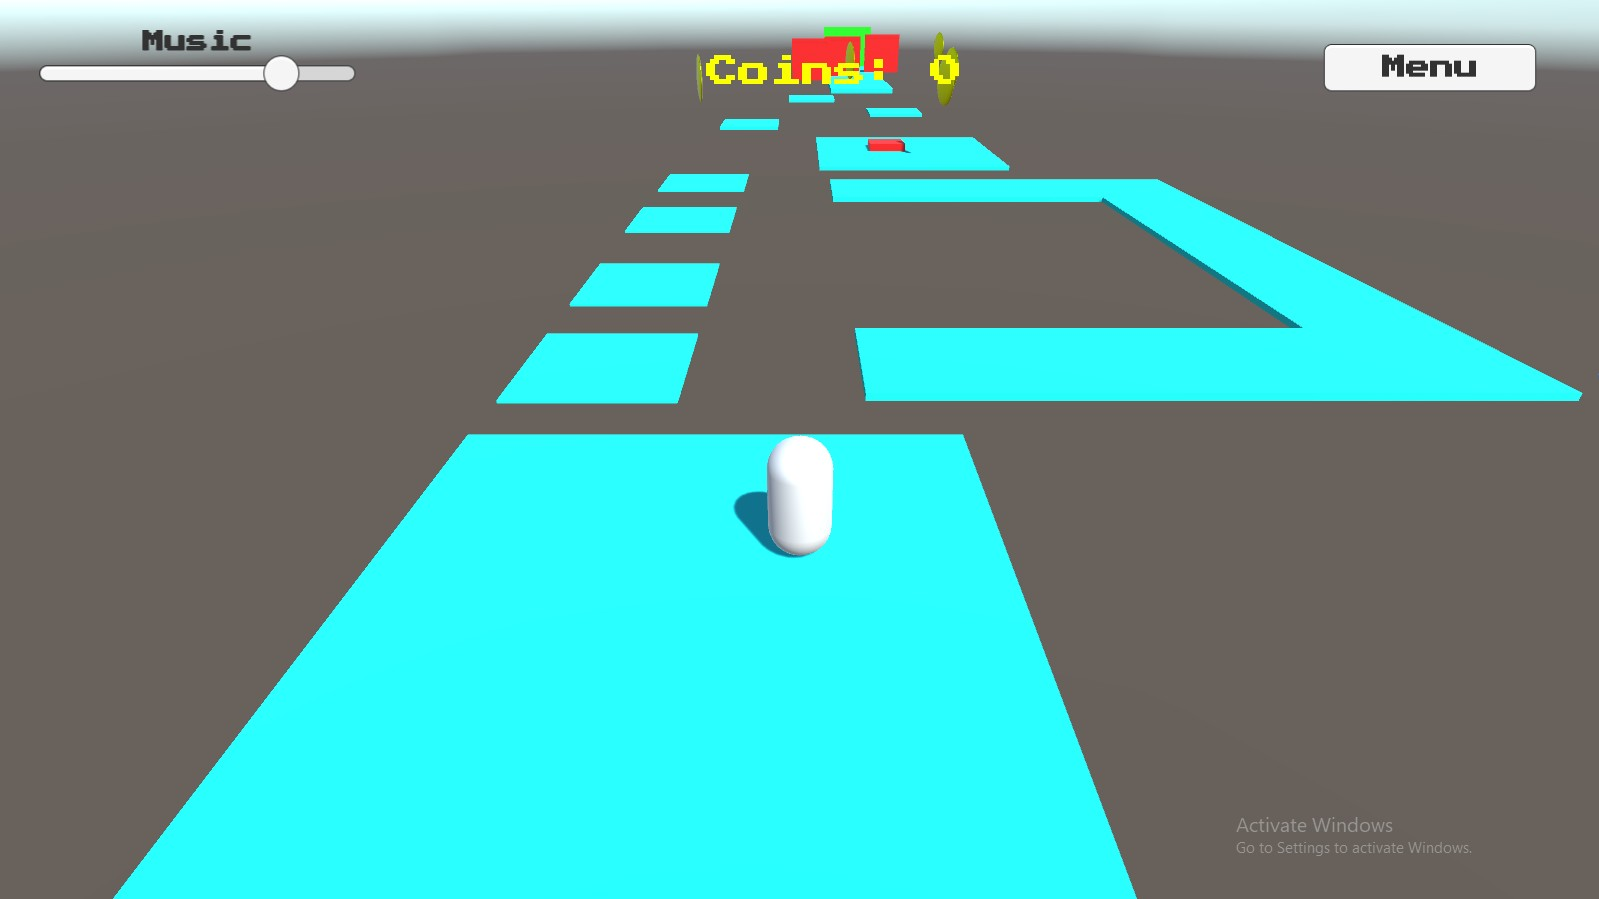 Music
Coins: 0
Menu
Activate Windows
Go to Settings to activate Windows.